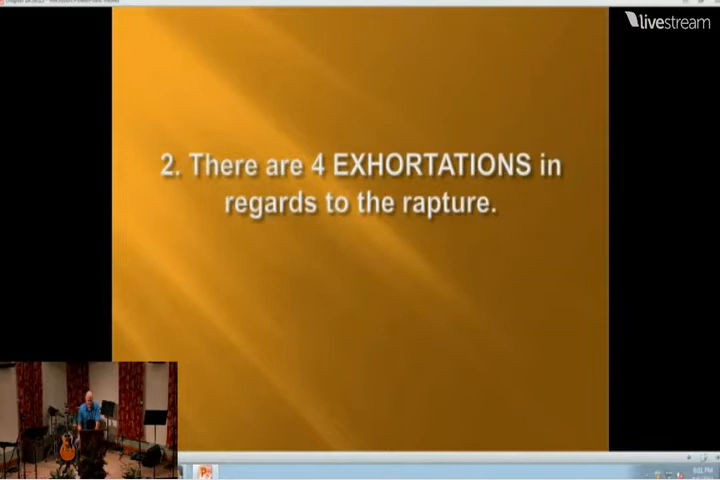 livestream
2. There are 4 EXHORTATIONS in
regards to the rapture.